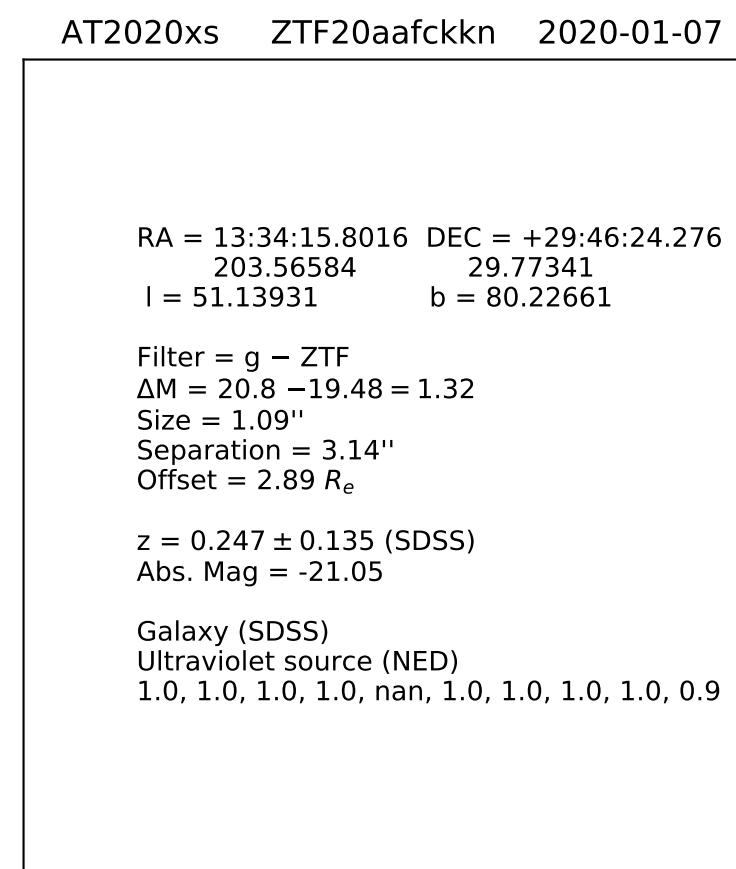 AT2020xs ZTF20aafckkn 2020-01-07
RA = 13:34:15.8016 DEC = +29:46:24.276
203.56584 29.77341
l = 51.13931 b = 80.22661
Filter = g − ZTF
ΔM = 20.8 −19.48 = 1.32
Size = 1.09''
Separation = 3.14''
Offset = 2.89 Re
z = 0.247 ± 0.135 (SDSS)
Abs. Mag = -21.05
Galaxy (SDSS)
Ultraviolet source (NED)
1.0, 1.0, 1.0, 1.0, nan, 1.0, 1.0, 1.0, 1.0, 0.9